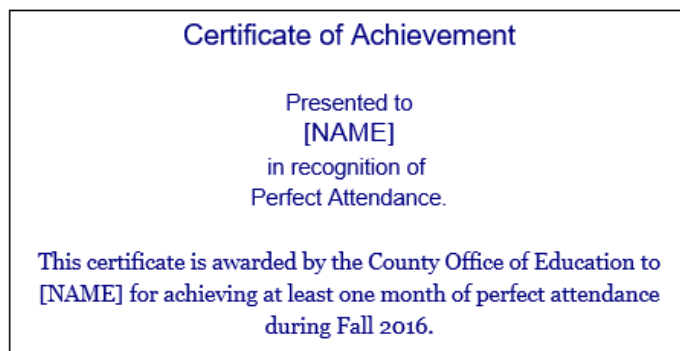 Certificate of Achievement
Presented to
[NAME]
in recognition of
Perfect Attendance.
This certificate is awarded by the County Office of Education to
[NAME] for achieving at least one month of perfect attendance
during Fall 2016.